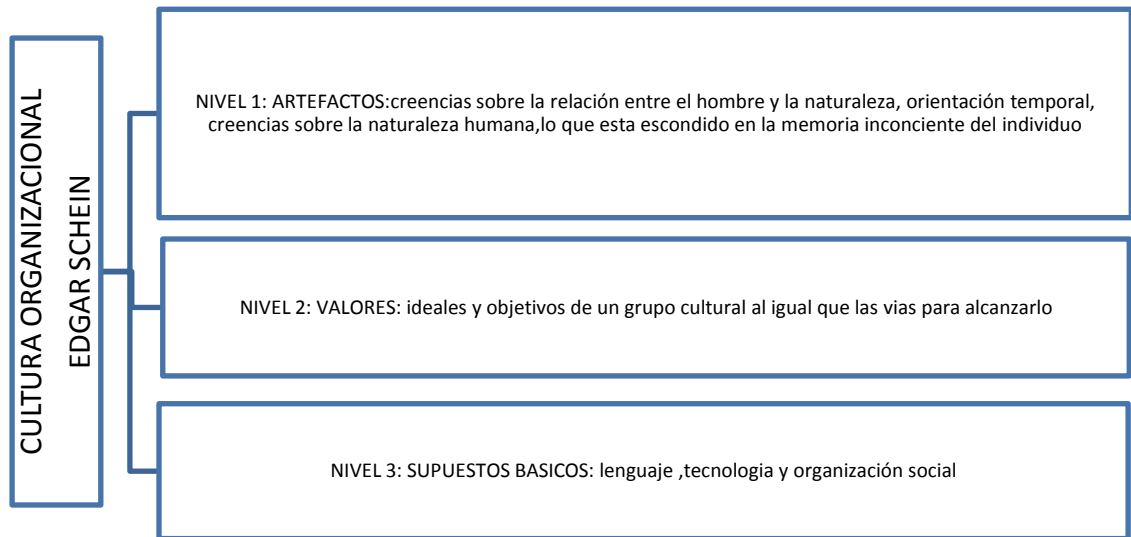 CULTURA ORGANIZACIONAL
EDGAR SCHEIN
NIVEL 1: ARTEFACTOS:creencias sobre la relación entre el hombre y la naturaleza, orientación temporal,
creencias sobre la naturaleza humana,lo que esta escondido en la memoria inconciente del individuo
NIVEL 2: VALORES: ideales y objetivos de un grupo cultural al igual que las vias para alcanzarlo
NIVEL 3: SUPUESTOS BASICOS: lenguaje ,tecnologia y organización social